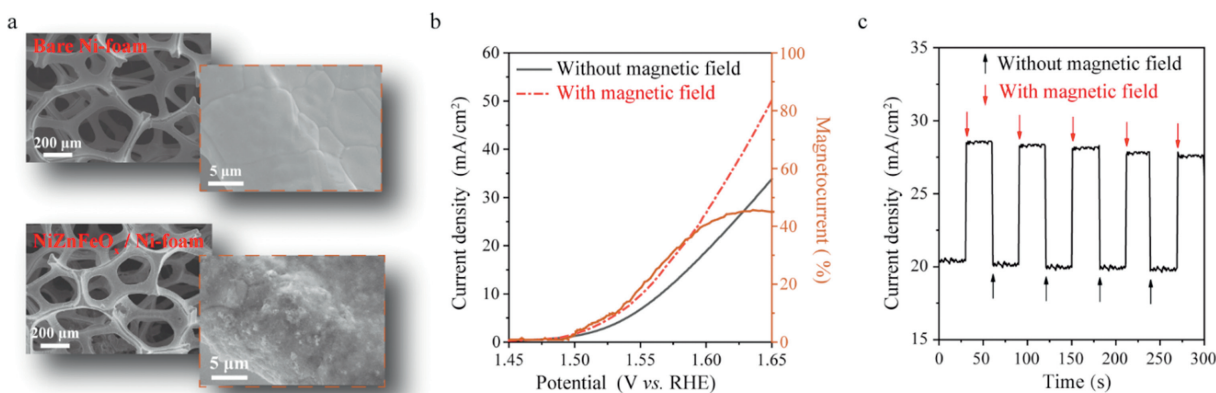 a
Bare Ni-foam
200 µm
5 µm
NiZnFeOₓ / Ni-foam
200 µm
5 µm
b
Without magnetic field
With magnetic field
Current density (mA/cm²)
60
50
40
30
20
10
0
1.45
1.50
1.55
1.60
1.65
Potential (V vs. RHE)
100
80
60
40
20
0
Magnetocurrent (%)
c
Without magnetic field
With magnetic field
Current density (mA/cm²)
35
30
25
20
15
0
50
100
150
200
250
300
Time (s)